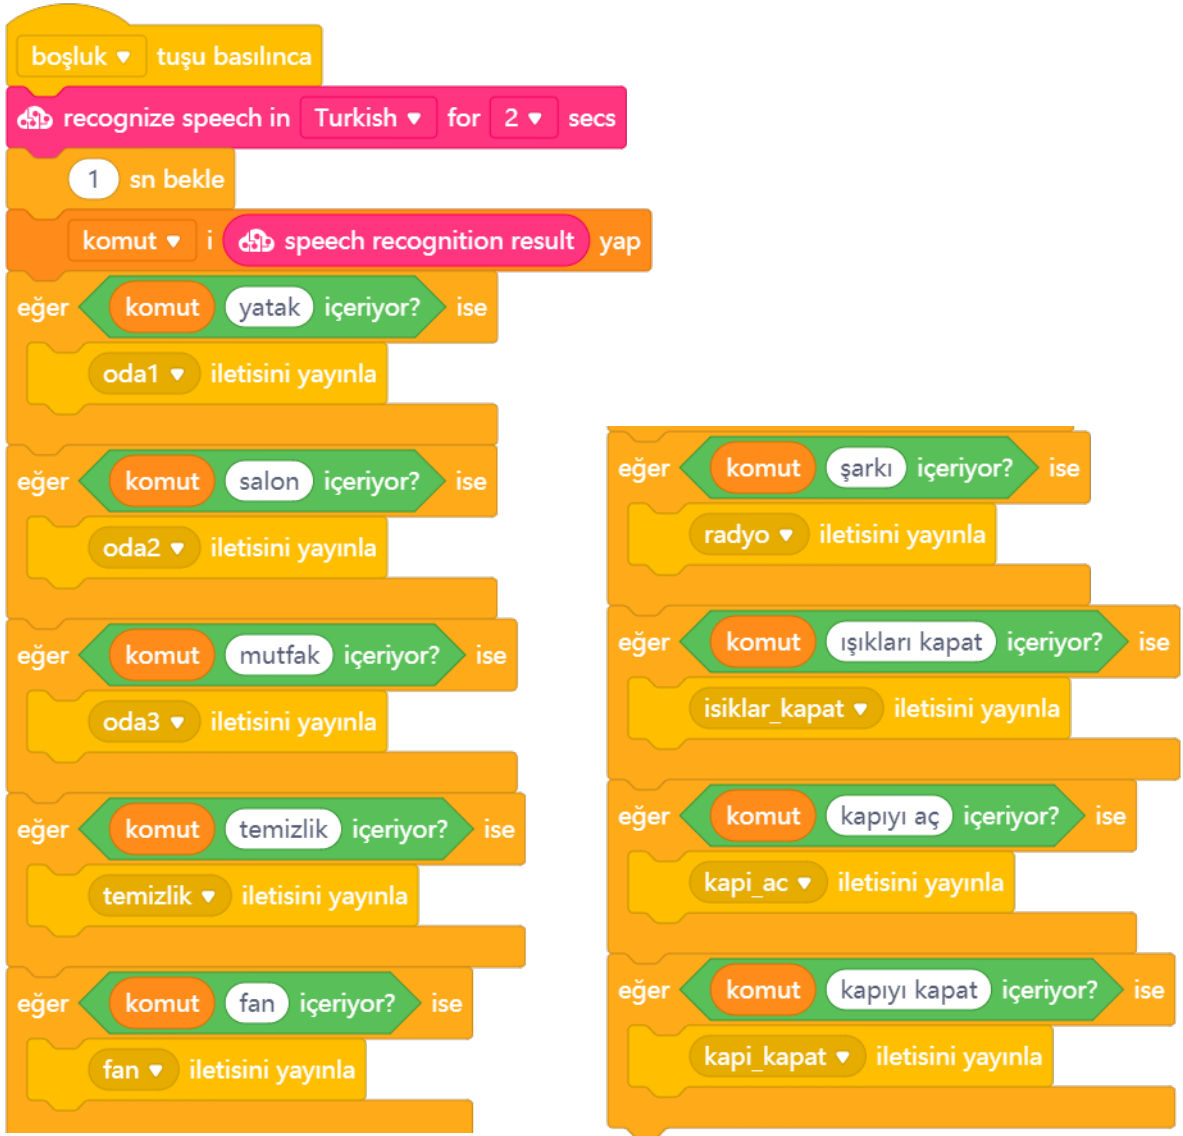 boşluk tuşu basılınca
recognize speech in Turkish for 2 secs
1 sn bekle
komut i speech recognition result yap
eğer komut yatak içeriyor? ise
oda1 iletisini yayınla
eğer komut salon içeriyor? ise
oda2 iletisini yayınla
eğer komut mutfak içeriyor? ise
oda3 iletisini yayınla
eğer komut temizlik içeriyor? ise
temizlik iletisini yayınla
eğer komut fan içeriyor? ise
fan iletisini yayınla
eğer komut şarkı içeriyor? ise
radyo iletisini yayınla
eğer komut ışıkları kapat içeriyor? ise
isiklar_kapat iletisini yayınla
eğer komut kapıyı aç içeriyor? ise
kapi_ac iletisini yayınla
eğer komut kapıyı kapat içeriyor? ise
kapi_kapat iletisini yayınla